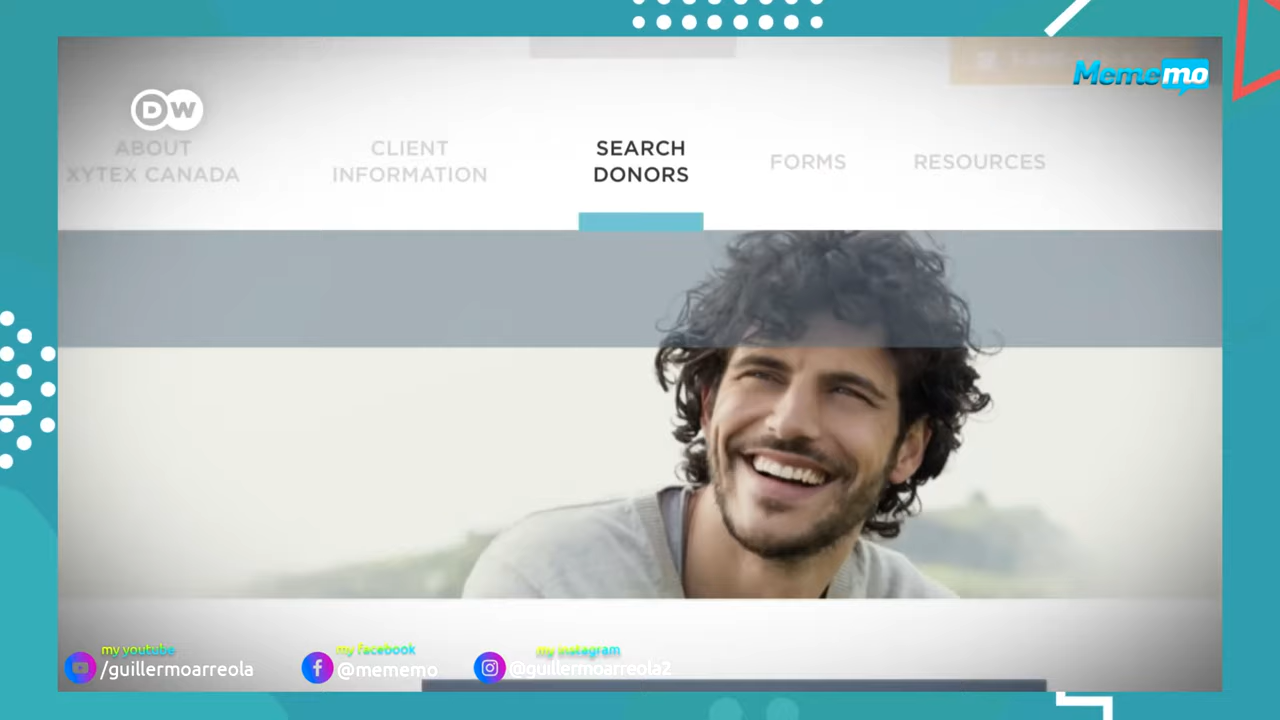 Mememo
DW
ABOUT
XYTEX CANADA
CLIENT
INFORMATION
SEARCH
DONORS
FORMS
RESOURCES
my youtube
/guillermoarreola
my facebook
@mememo
my instagram
@guillermoarreola2